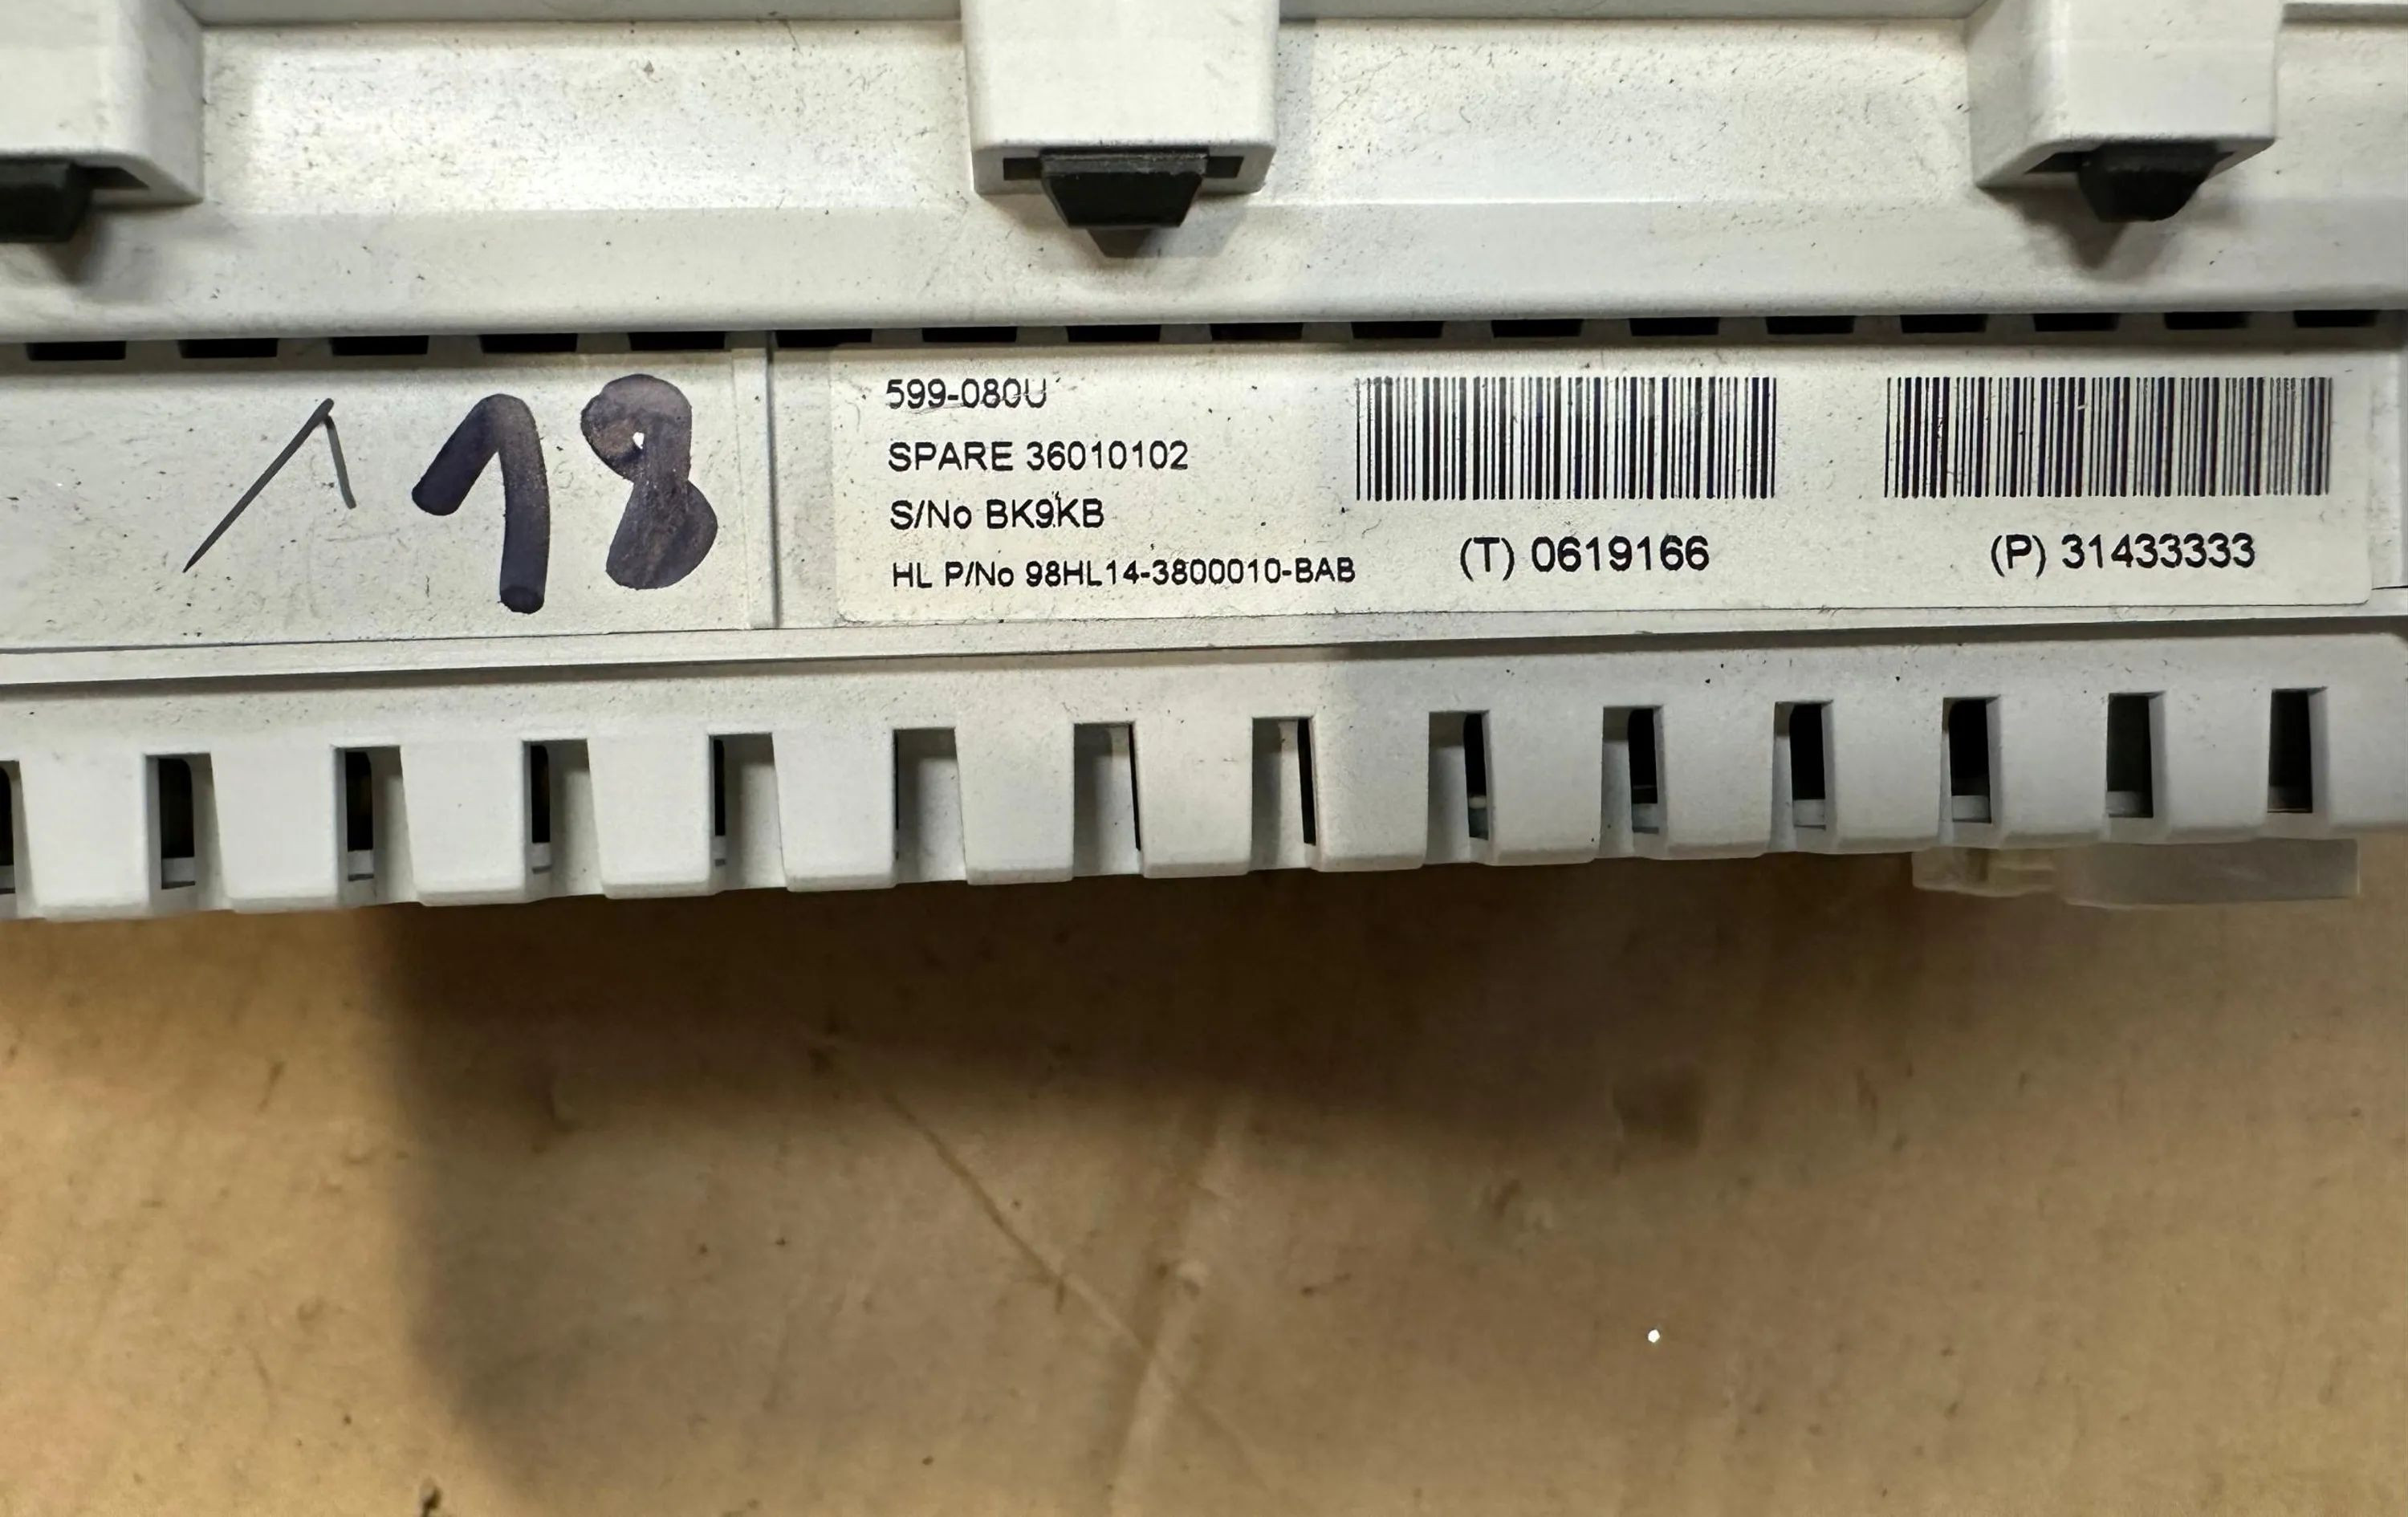 118
599-080U
SPARE 36010102
S/No BK9KB
HL P/No 98HL14-3800010-BAB
(T) 0619166
(P) 31433333